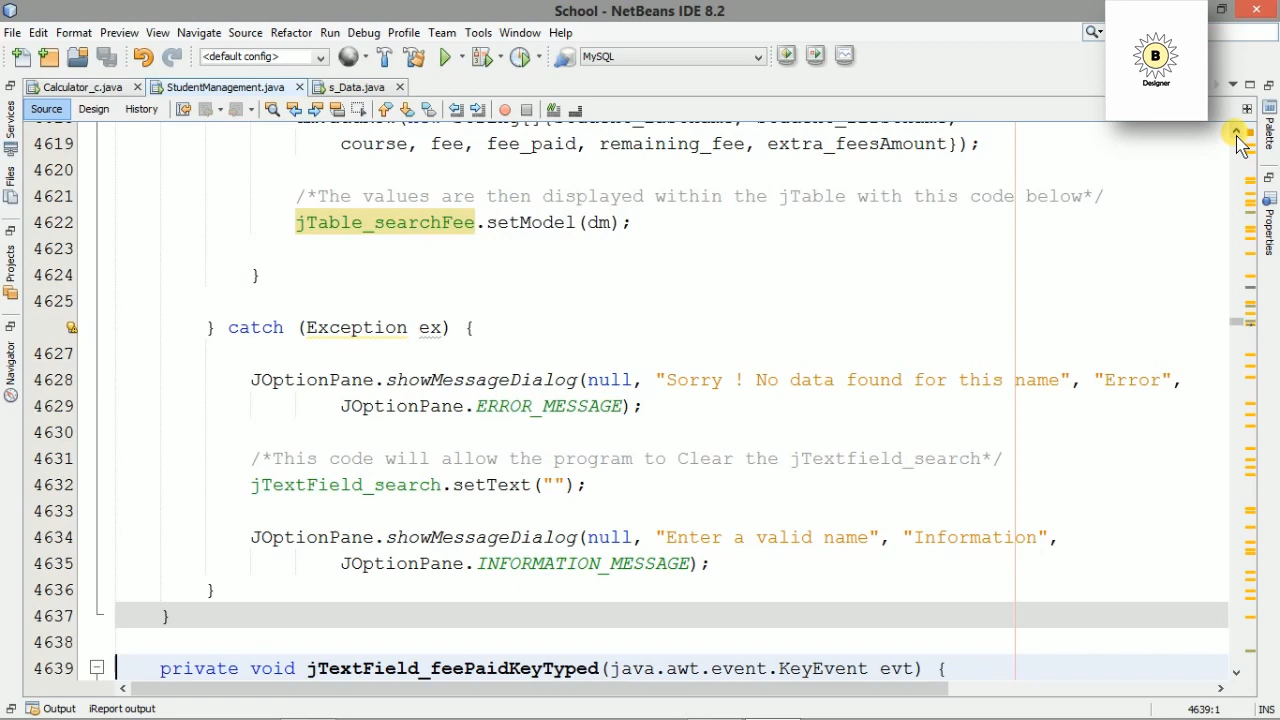 School - NetBeans IDE 8.2
File Edit Format Preview View Navigate Source Refactor Run Debug Profile Team Tools Window Help
<default config> MySQL
B
Designer
Calculator_c.java StudentManagement.java s_Data.java
Source Design History
4619 course, fee, fee_paid, remaining_fee, extra_feesAmount});
4620
4621 /*The values are then displayed within the jTable with this code below*/
4622 jTable_searchFee.setModel(dm);
4623
4624 }
4625
} catch (Exception ex) {
4627
4628 JOptionPane.showMessageDialog(null, "Sorry ! No data found for this name", "Error",
4629 JOptionPane.ERROR_MESSAGE);
4630
4631 /*This code will allow the program to Clear the jTextfield_search*/
4632 jTextField_search.setText("");
4633
4634 JOptionPane.showMessageDialog(null, "Enter a valid name", "Information",
4635 JOptionPane.INFORMATION_MESSAGE);
4636 }
4637 }
4638
4639 private void jTextField_feePaidKeyTyped(java.awt.event.KeyEvent evt) {
Services
Files
Projects
Navigator
Palette
Properties
Output iReport output
4639:1 INS